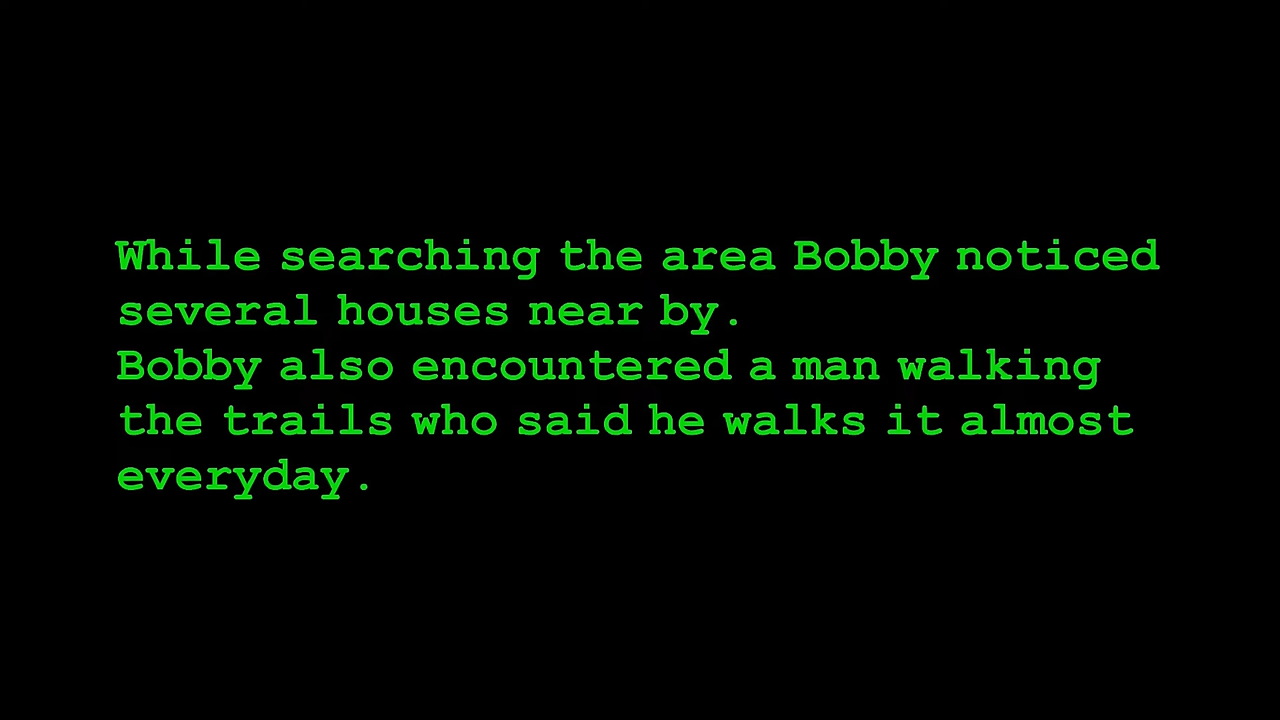 While searching the area Bobby noticed
several houses near by.
Bobby also encountered a man walking
the trails who said he walks it almost
everyday.